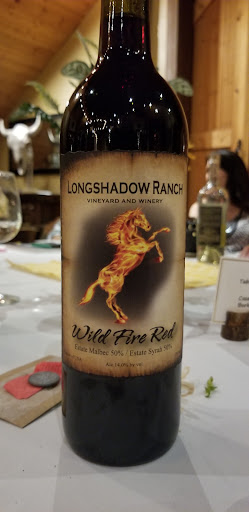 LONGSHADOW RANCH
VINEYARD AND WINERY
Wild Fire Red
Estate Malbec 50% / Estate Syrah 50%